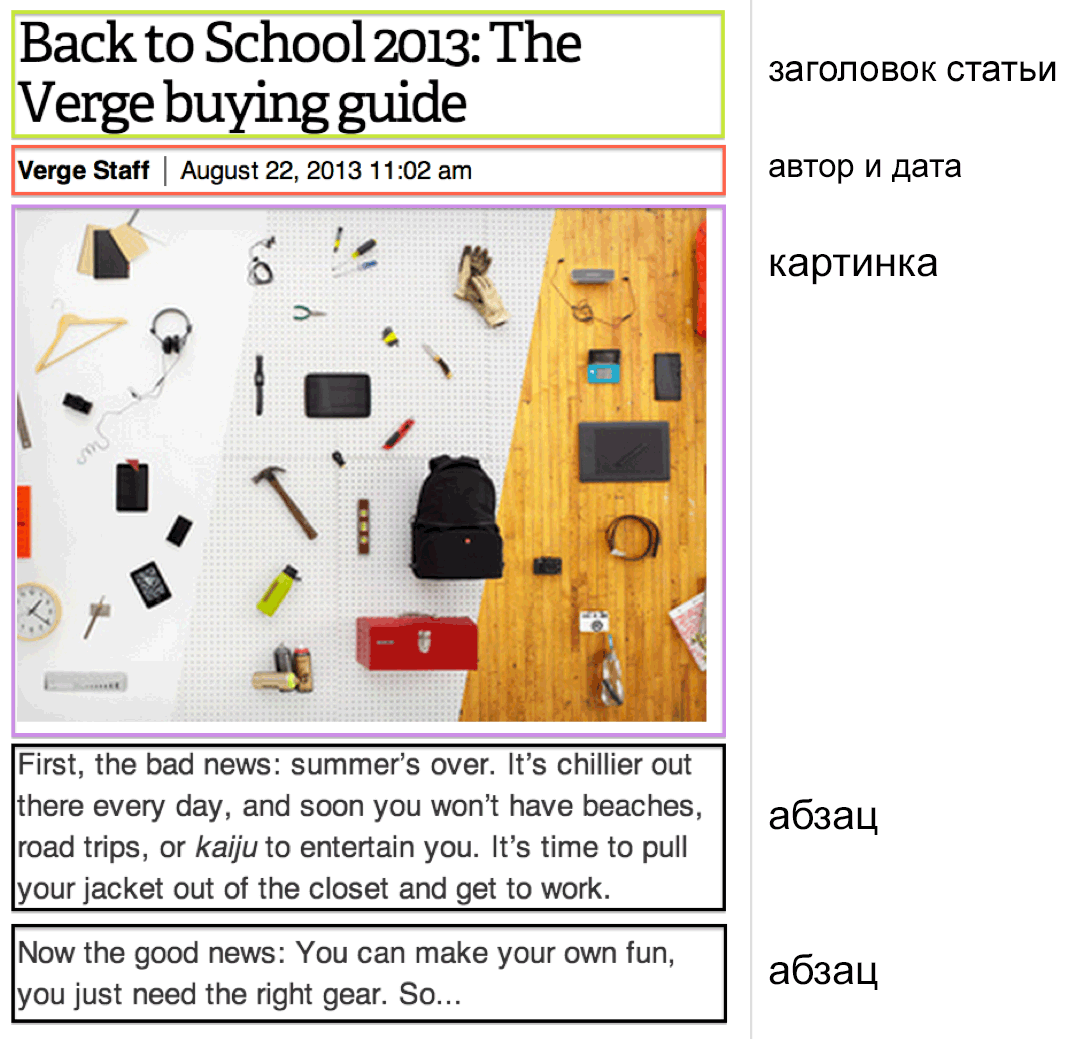 Back to School 2013: The
Verge buying guide
заголовок статьи
Verge Staff | August 22, 2013 11:02 am
автор и дата
картинка
First, the bad news: summer’s over. It’s chillier out
there every day, and soon you won’t have beaches,
road trips, or kaiju to entertain you. It’s time to pull
your jacket out of the closet and get to work.
абзац
Now the good news: You can make your own fun,
you just need the right gear. So...
абзац